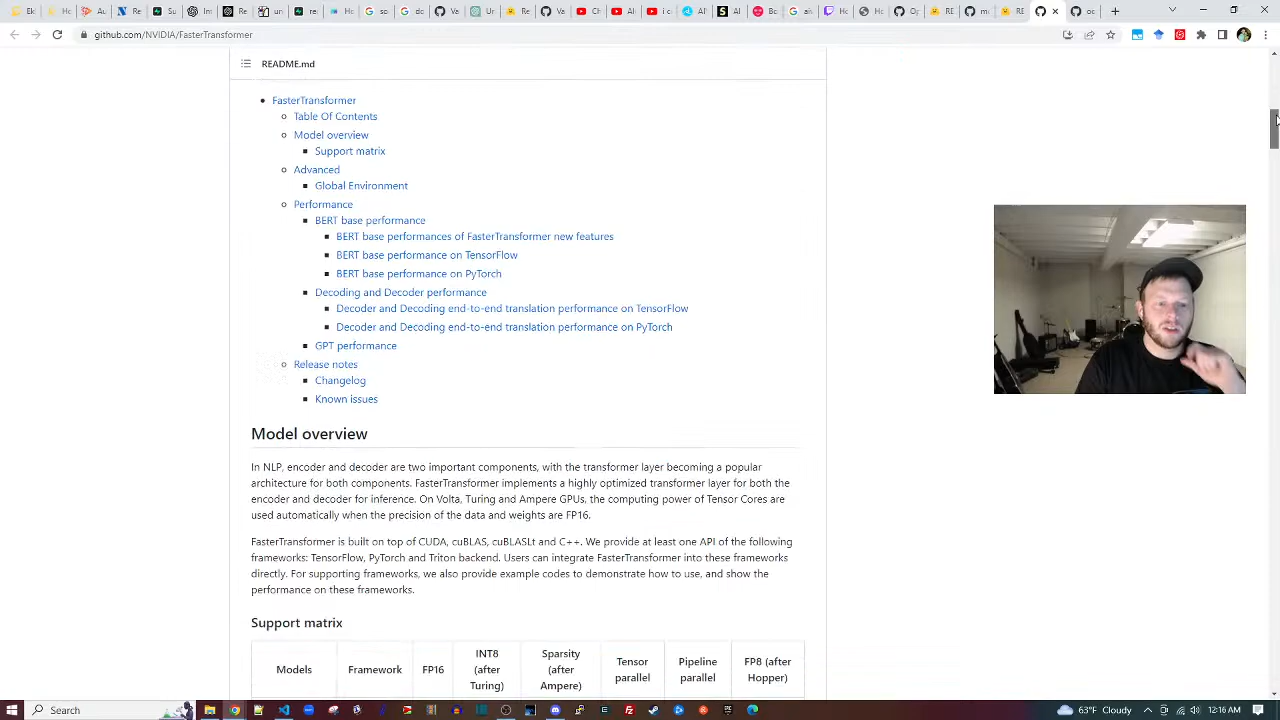 Su
Int
Re
un
re
github.com/NVIDIA/FasterTransformer
README.md
FasterTransformer
Table Of Contents
Model overview
Support matrix
Advanced
Global Environment
Performance
BERT base performance
BERT base performances of FasterTransformer new features
BERT base performance on TensorFlow
BERT base performance on PyTorch
Decoding and Decoder performance
Decoder and Decoding end-to-end translation performance on TensorFlow
Decoder and Decoding end-to-end translation performance on PyTorch
GPT performance
Release notes
Changelog
Known issues
Model overview
In NLP, encoder and decoder are two important components, with the transformer layer becoming a popular
architecture for both components. FasterTransformer implements a highly optimized transformer layer for both the
encoder and decoder for inference. On Volta, Turing and Ampere GPUs, the computing power of Tensor Cores are
used automatically when the precision of the data and weights are FP16.
FasterTransformer is built on top of CUDA, cuBLAS, cuBLASLt and C++. We provide at least one API of the following
frameworks: TensorFlow, PyTorch and Triton backend. Users can integrate FasterTransformer into these frameworks
directly. For supporting frameworks, we also provide example codes to demonstrate how to use, and show the
performance on these frameworks.
Support matrix
Models Framework FP16 INT8 (after Turing) Sparsity (after Ampere) Tensor parallel Pipeline parallel FP8 (after Hopper)
Search
66°F Cloudy
12:16 AM